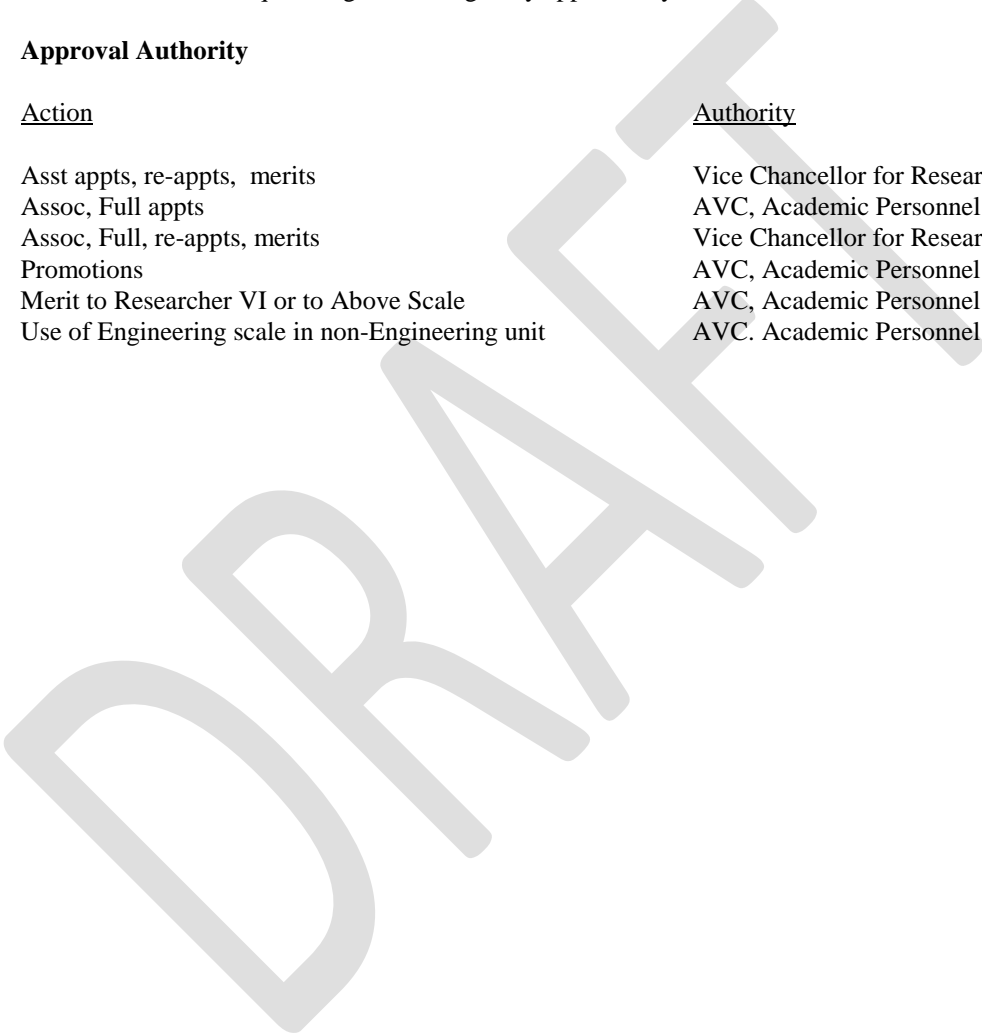 Approval Authority
Action Authority
Asst appts, re-appts, merits Vice Chancellor for
Assoc, Full appts AVC, Academic Personnel
Assoc, Full, re-appts, merits Vice Chancellor for
Promotions AVC, Academic Personnel
Merit to Researcher VI or to Above Scale AVC, Academic Personnel
Use of Engineering scale in non-Engineering unit AVC. Academic Personnel
DRAFT